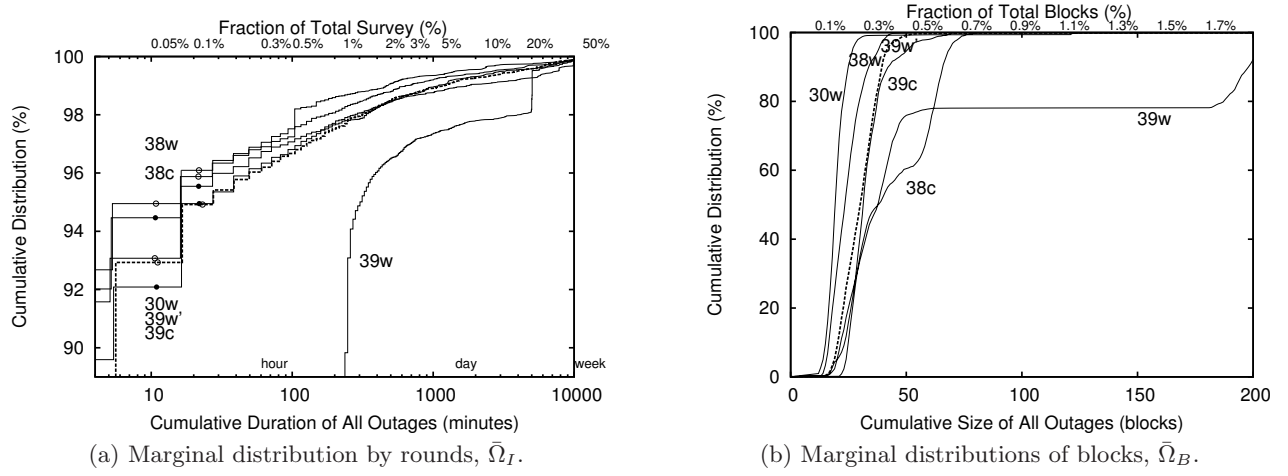 Fraction of Total Survey (%)
0.05% 0.1% 0.3% 0.5% 1% 2% 3% 5% 10% 20% 50%
100
98
96
94
92
90
Cumulative Distribution (%)
38w
38c
39w
30w
39w'
39c
hour day week
10 100 1000 10000
Cumulative Duration of All Outages (minutes)
(a) Marginal distribution by rounds, Ω̄_I.
Fraction of Total Blocks (%)
0.1% 0.3% 0.5% 0.7% 0.9% 1.1% 1.3% 1.5% 1.7%
100
80
60
40
20
0
Cumulative Distribution (%)
39w'
38w
39c
30w
39w
38c
0 50 100 150 200
Cumulative Size of All Outages (blocks)
(b) Marginal distributions of blocks, Ω̄_B.